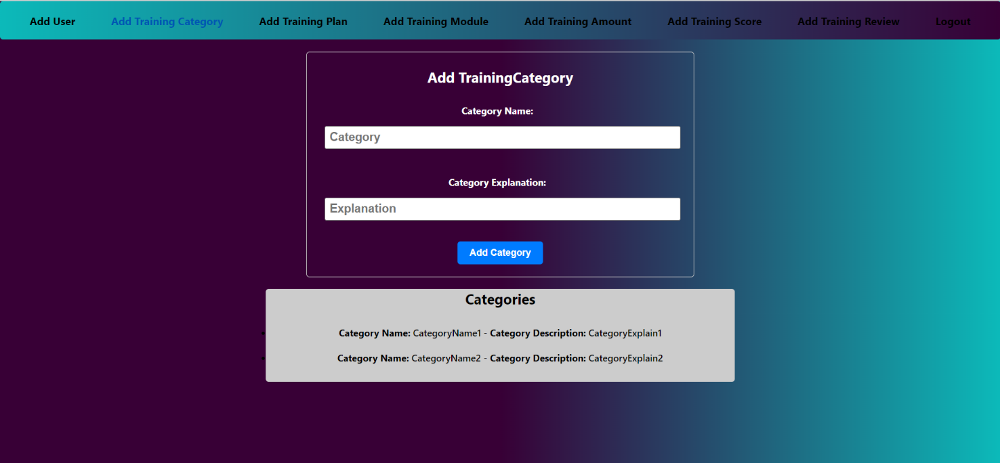 Add User Add Training Category Add Training Plan Add Training Module Add Training Amount Add Training Score Add Training Review Logout
Add TrainingCategory
Category Name:
Category
Category Explanation:
Explanation
Add Category
Categories
Category Name: CategoryName1 - Category Description: CategoryExplain1
Category Name: CategoryName2 - Category Description: CategoryExplain2